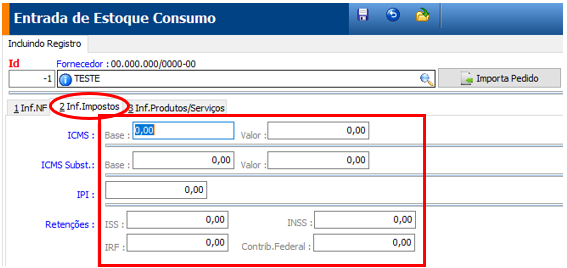 Entrada de Estoque Consumo
Incluindo Registro
Id Fornecedor : 00.000.000/0000-00
-1 TESTE Importa Pedido
1 Inf.NF 2 Inf.Impostos 3 Inf.Produtos/Serviços
ICMS : Base : 0,00 Valor : 0,00
ICMS Subst.: Base : 0,00 Valor : 0,00
IPI : 0,00
Retenções : ISS : 0,00 INSS : 0,00
IRF : 0,00 Contrib.Federal : 0,00